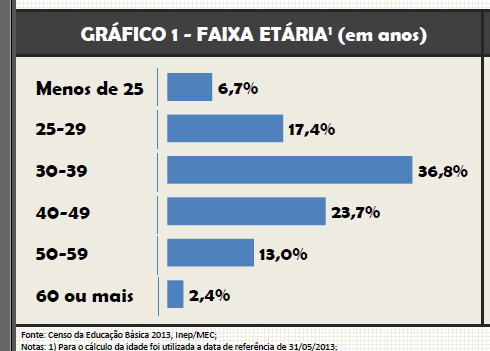 GRÁFICO 1 - FAIXA ETÁRIA¹ (em anos)
Menos de 25 6,7%
25-29 17,4%
30-39 36,8%
40-49 23,7%
50-59 13,0%
60 ou mais 2,4%
Fonte: Censo da Educação Básica 2013, Inep/MEC;
Notas: 1) Para o cálculo da idade foi utilizada a data de referência de 31/05/2013;